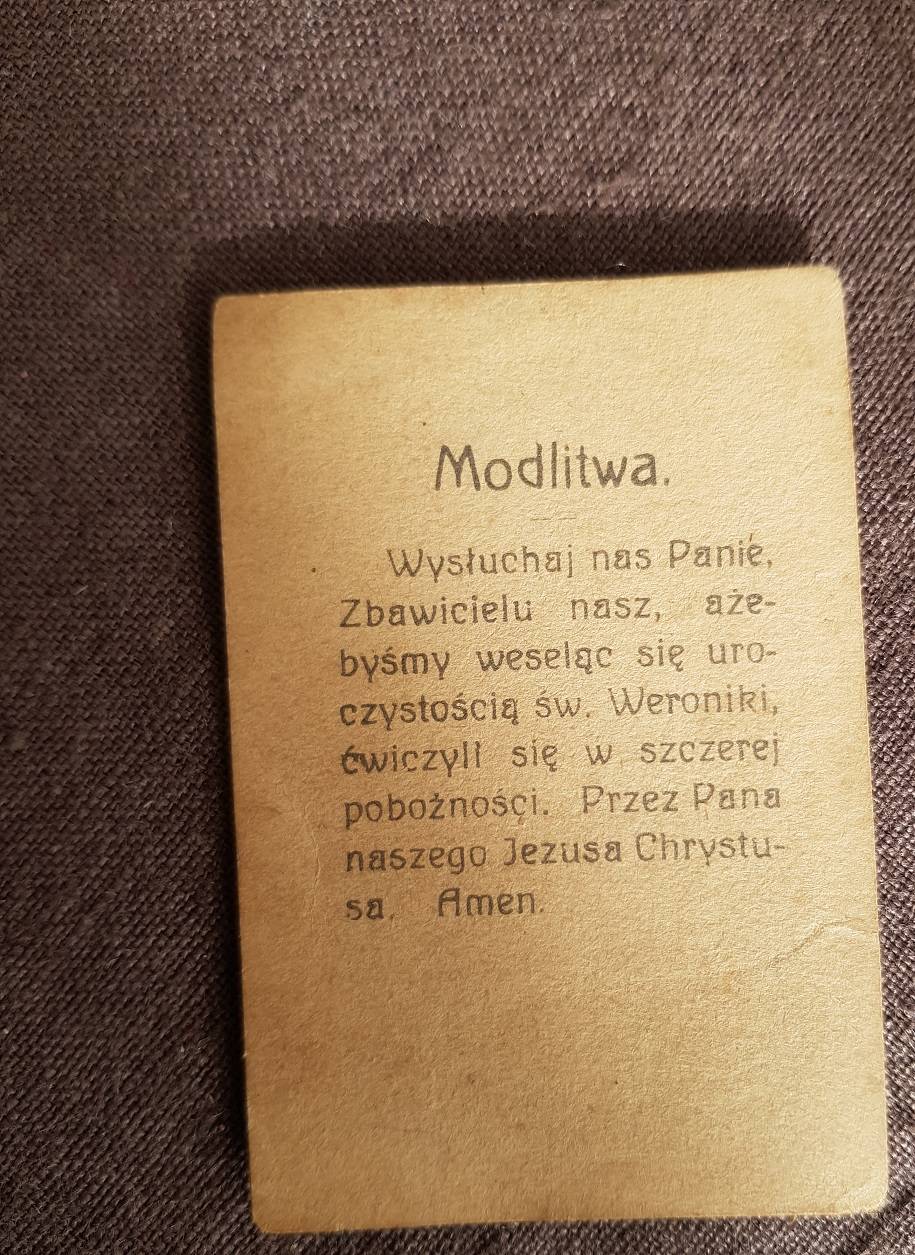 Modlitwa.
Wysłuchaj nas Panie,
Zbawicielu nasz, aże-
byśmy weseląc się uro-
czystością św. Weroniki,
ćwiczyli się w szczerej
pobożności. Przez Pana
naszego Jezusa Chrystu-
sa. Amen.